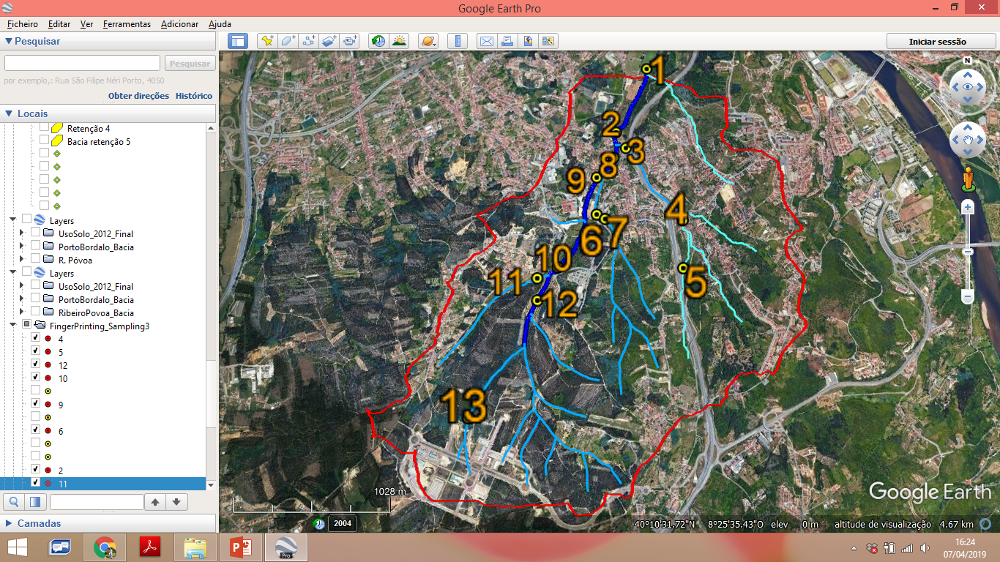 Google Earth Pro
Ficheiro Editar Ver Ferramentas Adicionar Ajuda
Pesquisar
Iniciar sessão
Pesquisar
por exemplo,: Rua São Filipe Néri Porto, 4050
Obter direções Histórico
Locais
Retenção 4
Bacia retenção 5
Layers
UsoSolo_2012_Final
PortoBordalo_Bacia
R. Póvoa
Layers
UsoSolo_2012_Final
PortoBordalo_Bacia
RibeiroPovoa_Bacia
FingerPrinting_Sampling3
4
5
12
10
9
6
2
11
Camadas
N
1
2
3
8
9
4
6
7
10
11
5
12
13
1028 m
2004
Google Earth
40°10'31.72"N 8°25'35.43"O elev 0 m altitude de visualização 4.67 km
Pro
16:24
07/04/2019